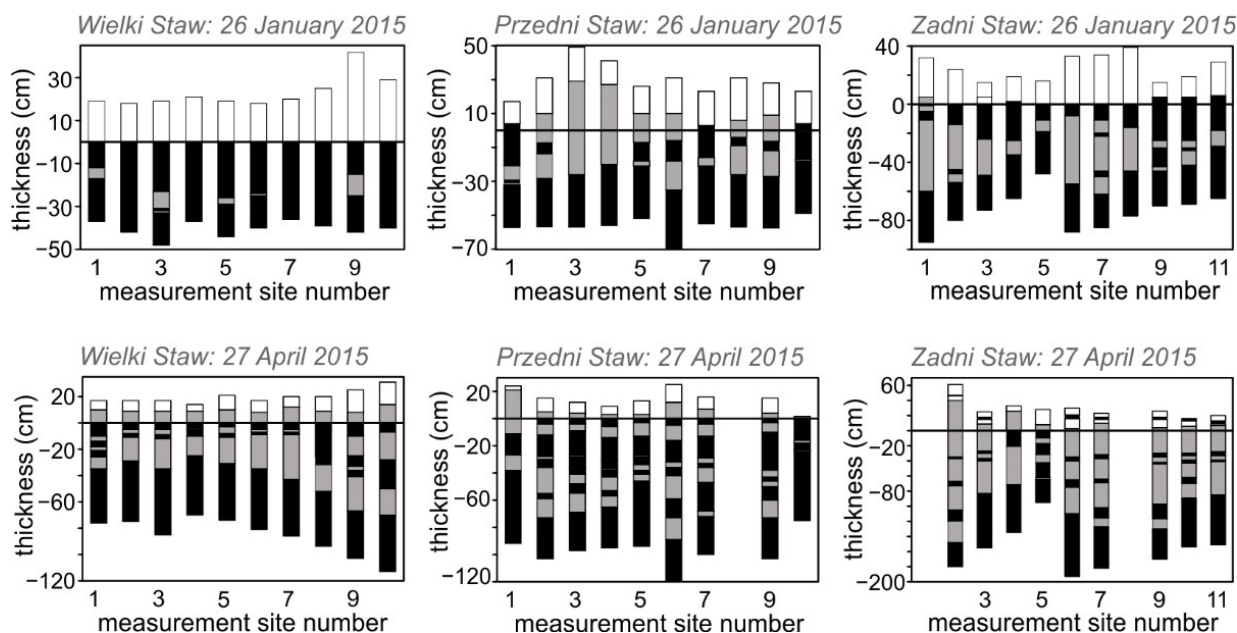 Wielki Staw: 26 January 2015
thickness (cm)
30
10
−10
−30
−50
1 3 5 7 9
measurement site number
Przedni Staw: 26 January 2015
thickness (cm)
50
10
−30
−70
1 3 5 7 9
measurement site number
Zadni Staw: 26 January 2015
thickness (cm)
40
0
−40
−80
1 3 5 7 9 11
measurement site number
Wielki Staw: 27 April 2015
thickness (cm)
20
−20
−60
−120
1 3 5 7 9
measurement site number
Przedni Staw: 27 April 2015
thickness (cm)
20
−20
−60
−120
1 3 5 7 9
measurement site number
Zadni Staw: 27 April 2015
thickness (cm)
60
−20
−80
−200
3 5 7 9 11
measurement site number